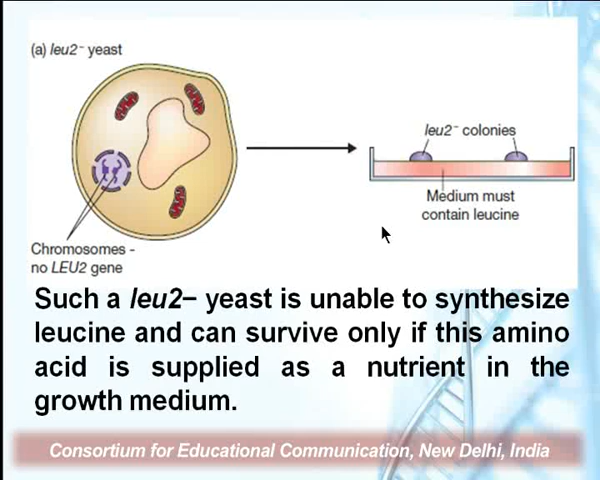 (a) leu2⁻ yeast
leu2⁻ colonies
Medium must
contain leucine
Chromosomes -
no LEU2 gene
Such a leu2− yeast is unable to synthesize
leucine and can survive only if this amino
acid is supplied as a nutrient in the
growth medium.
Consortium for Educational Communication, New Delhi, India